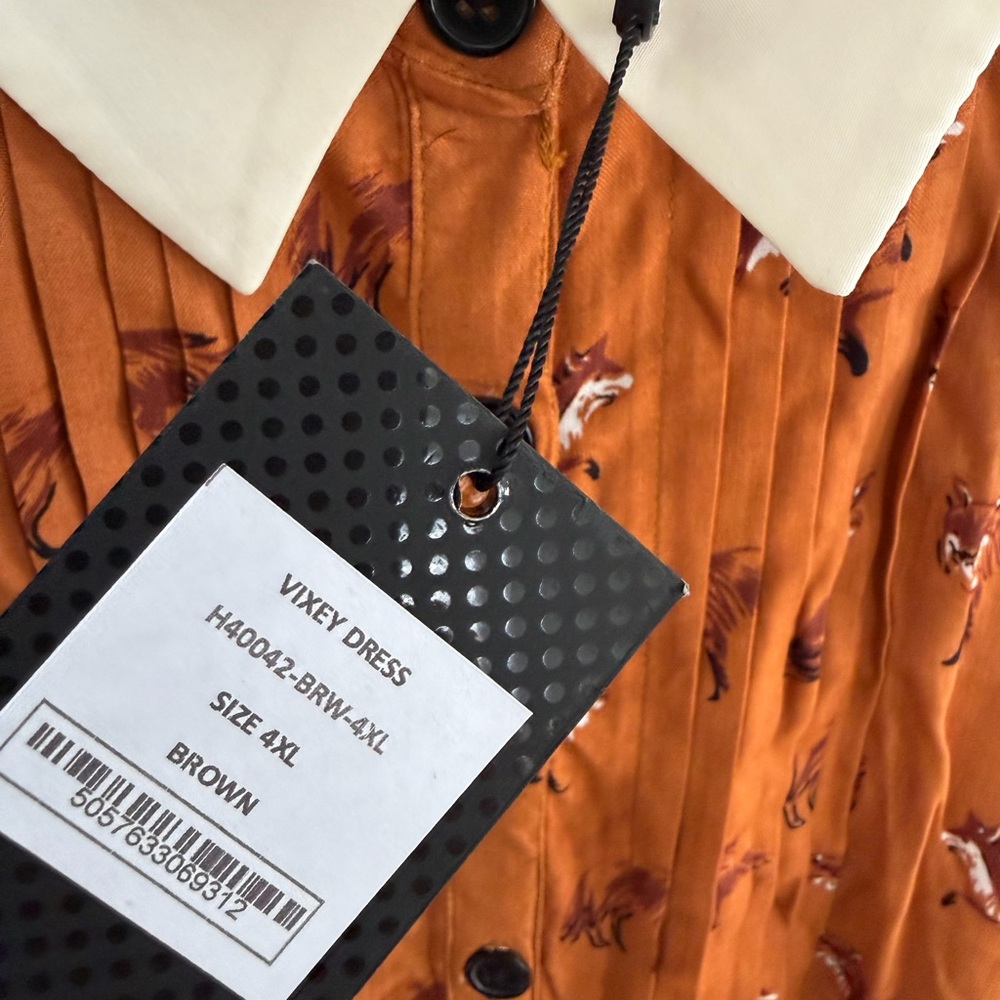 VIXEY DRESS
H40042-BRW-4XL
SIZE 4XL
BROWN
5057633069312